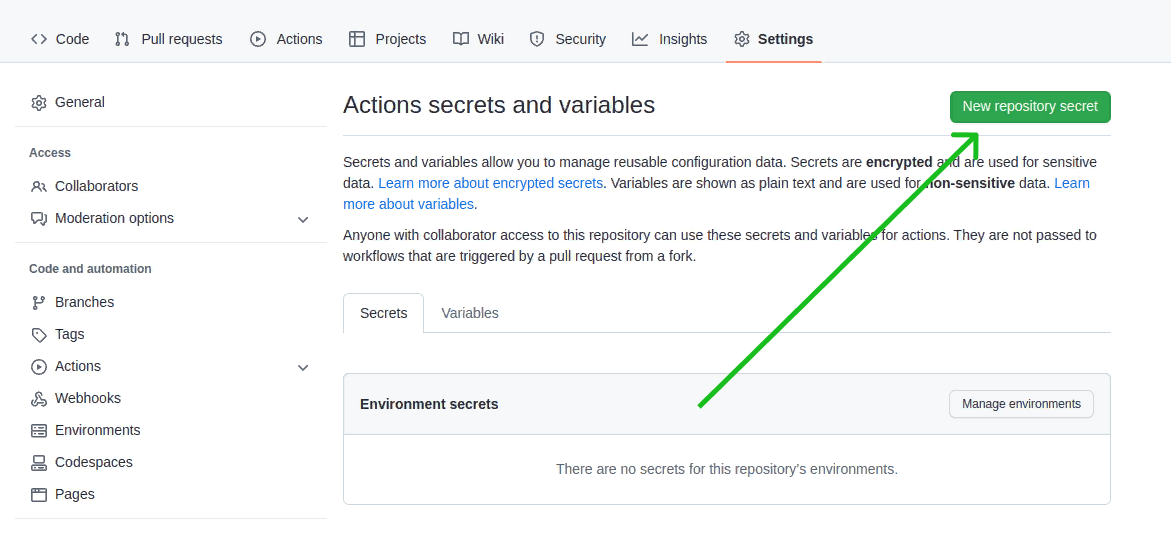 Code Pull requests Actions Projects Wiki Security Insights Settings
General
Access
Collaborators
Moderation options
Code and automation
Branches
Tags
Actions
Webhooks
Environments
Codespaces
Pages
Actions secrets and variables
New repository secret
Secrets and variables allow you to manage reusable configuration data. Secrets are encrypted and are used for sensitive
data. Learn more about encrypted secrets. Variables are shown as plain text and are used for non-sensitive data. Learn
more about variables.
Anyone with collaborator access to this repository can use these secrets and variables for actions. They are not passed to
workflows that are triggered by a pull request from a fork.
Secrets Variables
Environment secrets
Manage environments
There are no secrets for this repository's environments.